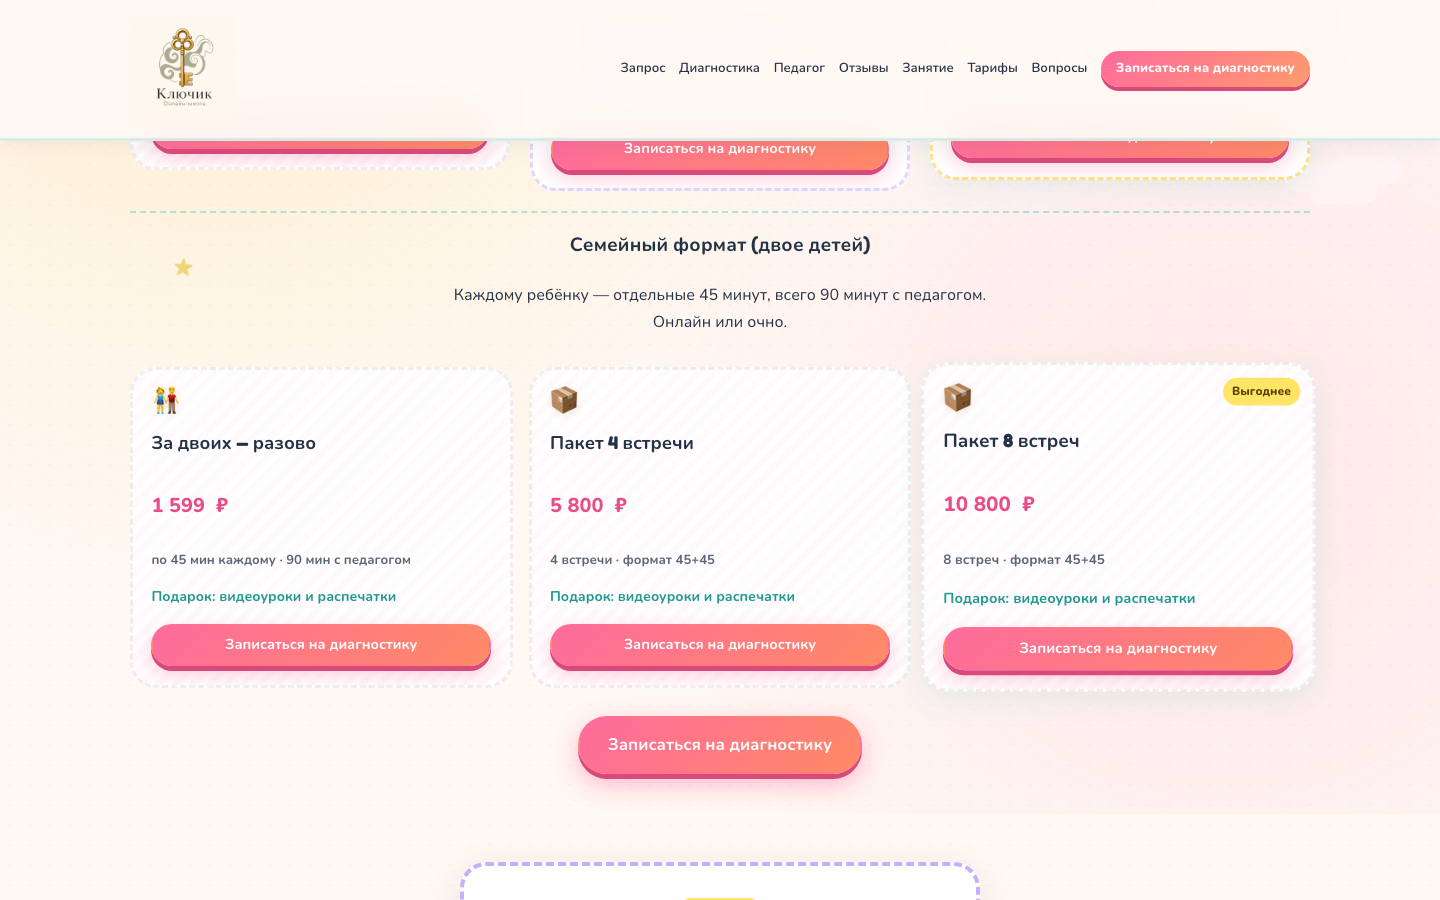 Ключик
Онлайн-школа
Запрос Диагностика Педагог Отзывы Занятие Тарифы Вопросы Записаться на диагностику
Записаться на диагностику
Семейный формат (двое детей)
Каждому ребёнку — отдельные 45 минут, всего 90 минут с педагогом.
Онлайн или очно.
За двоих — разово
1 599 ₽
по 45 мин каждому · 90 мин с педагогом
Подарок: видеоуроки и распечатки
Записаться на диагностику
Пакет 4 встречи
5 800 ₽
4 встречи · формат 45+45
Подарок: видеоуроки и распечатки
Записаться на диагностику
Выгоднее
Пакет 8 встреч
10 800 ₽
8 встреч · формат 45+45
Подарок: видеоуроки и распечатки
Записаться на диагностику
Записаться на диагностику